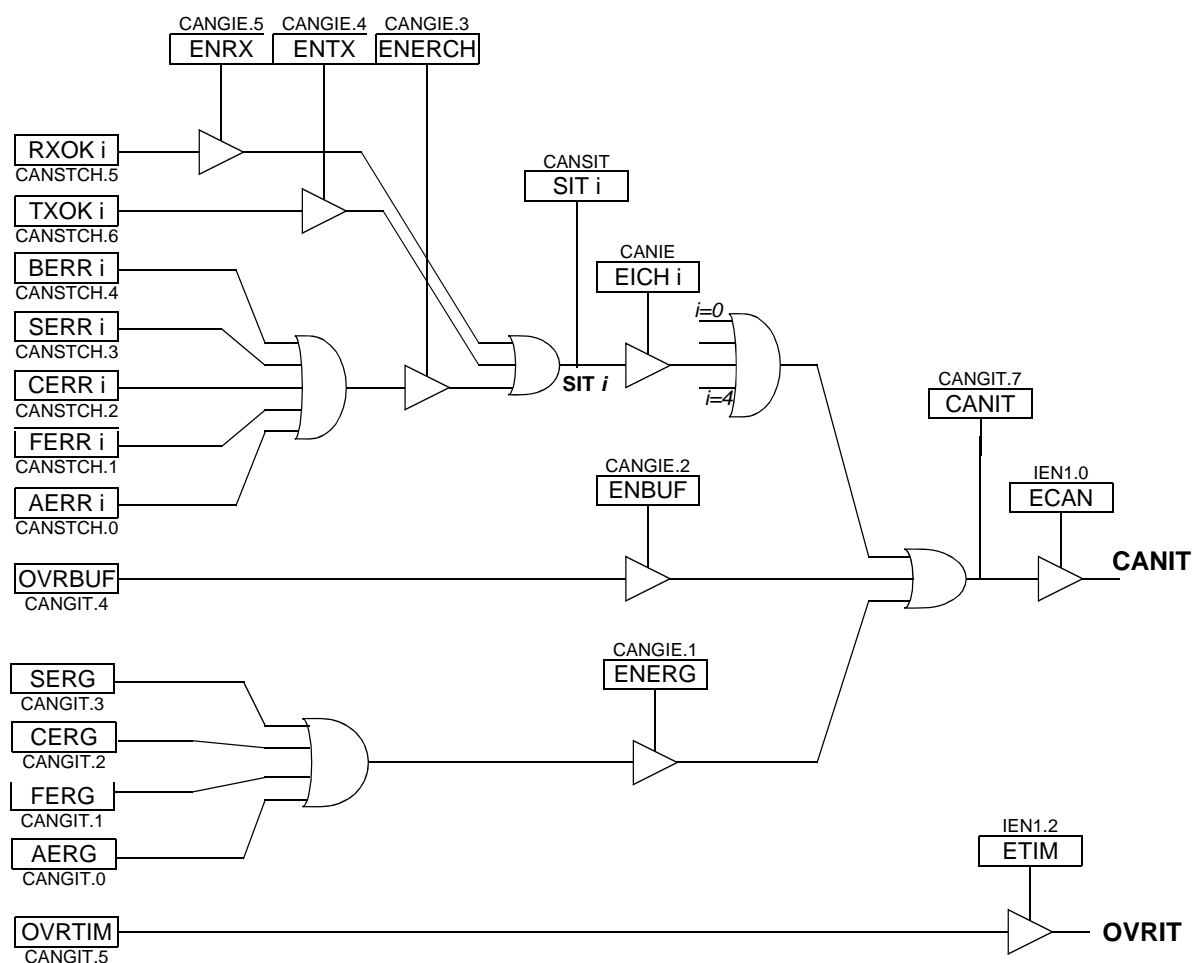 CANGIE.5 CANGIE.4 CANGIE.3
ENRX ENTX ENERCH
RXOK i
CANSTCH.5
CANSIT
SIT i
TXOK i
CANSTCH.6
CANIE
EICH i
BERR i
CANSTCH.4
i=0
SERR i
CANSTCH.3
SIT i
CERR i
CANSTCH.2
i=4
CANGIT.7
CANIT
FERR i
CANSTCH.1
CANGIE.2
ENBUF
IEN1.0
ECAN
AERR i
CANSTCH.0
CANIT
OVRBUF
CANGIT.4
CANGIE.1
ENERG
SERG
CANGIT.3
CERG
CANGIT.2
FERG
CANGIT.1
IEN1.2
ETIM
AERG
CANGIT.0
OVRTIM
CANGIT.5
OVRIT